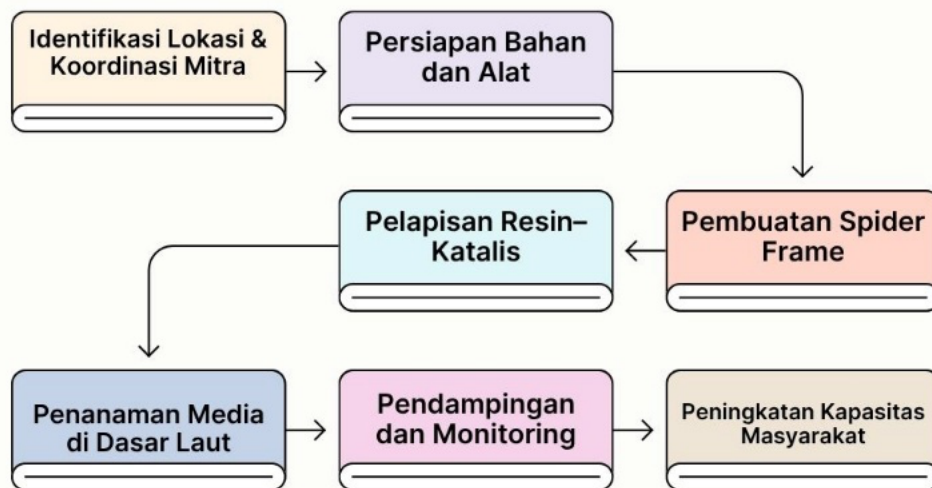 Identifikasi Lokasi &
Koordinasi Mitra
Persiapan Bahan
dan Alat
Pembuatan Spider
Frame
Pelapisan Resin–
Katalis
Penanaman Media
di Dasar Laut
Pendampingan
dan Monitoring
Peningkatan Kapasitas
Masyarakat